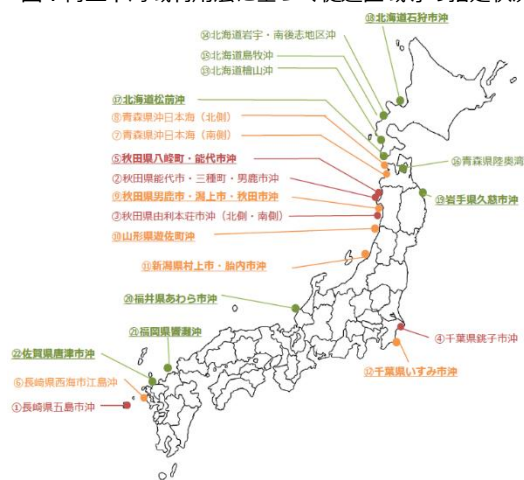 ⑱北海道石狩市沖
⑭北海道岩宇・南後志地区沖
⑮北海道島牧沖
⑬北海道檜山沖
⑰北海道松前沖
⑧青森県沖日本海（北側）
⑦青森県沖日本海（南側）
⑤秋田県八峰町・能代市沖
②秋田県能代市・三種町・男鹿市沖
⑨秋田県男鹿市・潟上市・秋田市沖
③秋田県由利本荘市沖（北側・南側）
⑩山形県遊佐町沖
⑪新潟県村上市・胎内市沖
⑯青森県陸奥湾
⑲岩手県久慈市沖
⑳福井県あわら市沖
㉑福岡県響灘沖
㉒佐賀県唐津市沖
⑥長崎県西海市江島沖
①長崎県五島市沖
④千葉県銚子市沖
⑫千葉県いすみ市沖